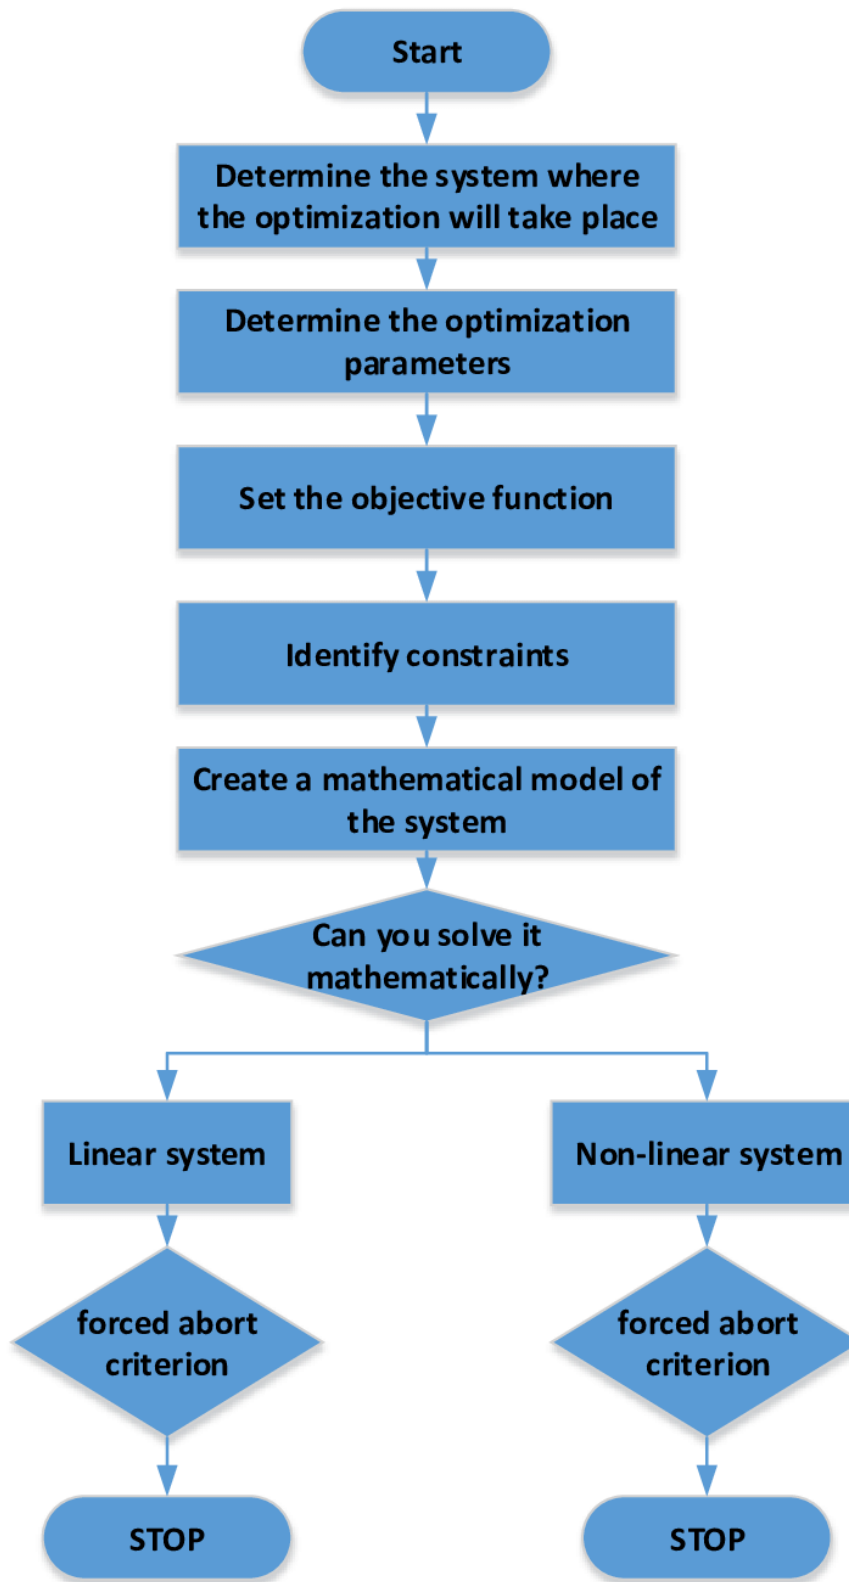 Start
Determine the system where
the optimization will take place
Determine the optimization
parameters
Set the objective function
Identify constraints
Create a mathematical model of
the system
Can you solve it
mathematically?
Linear system
Non-linear system
forced abort
criterion
forced abort
criterion
STOP
STOP